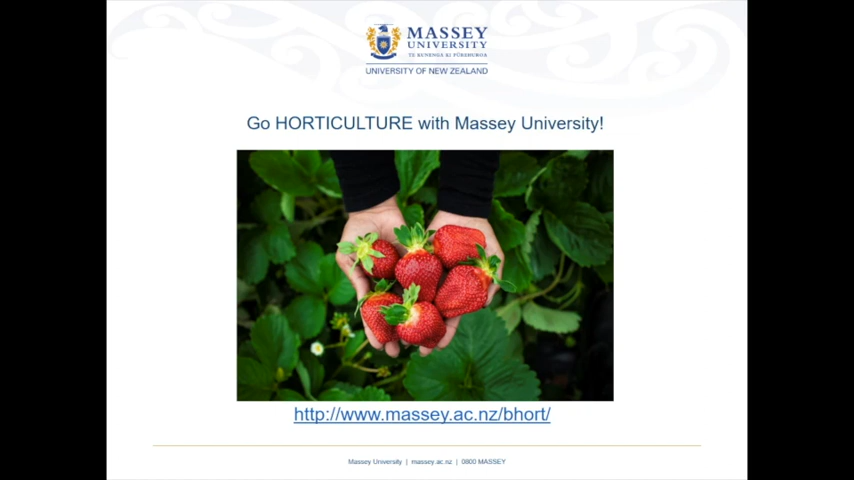 MASSEY
UNIVERSITY
TE KUNENGA KI PŪREHUROA
UNIVERSITY OF NEW ZEALAND
Go HORTICULTURE with Massey University!
http://www.massey.ac.nz/bhort/
Massey University | massey.ac.nz | 0800 MASSEY